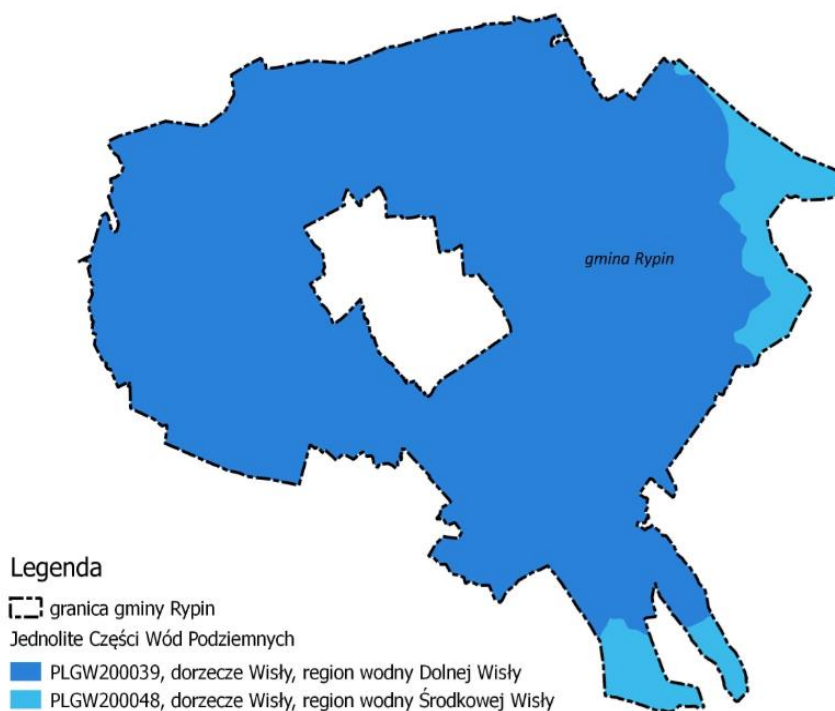 gmina Rypin
Legenda
granica gminy Rypin
Jednolite Części Wód Podziemnych
PLGW200039, dorzecze Wisły, region wodny Dolnej Wisły
PLGW200048, dorzecze Wisły, region wodny Środkowej Wisły